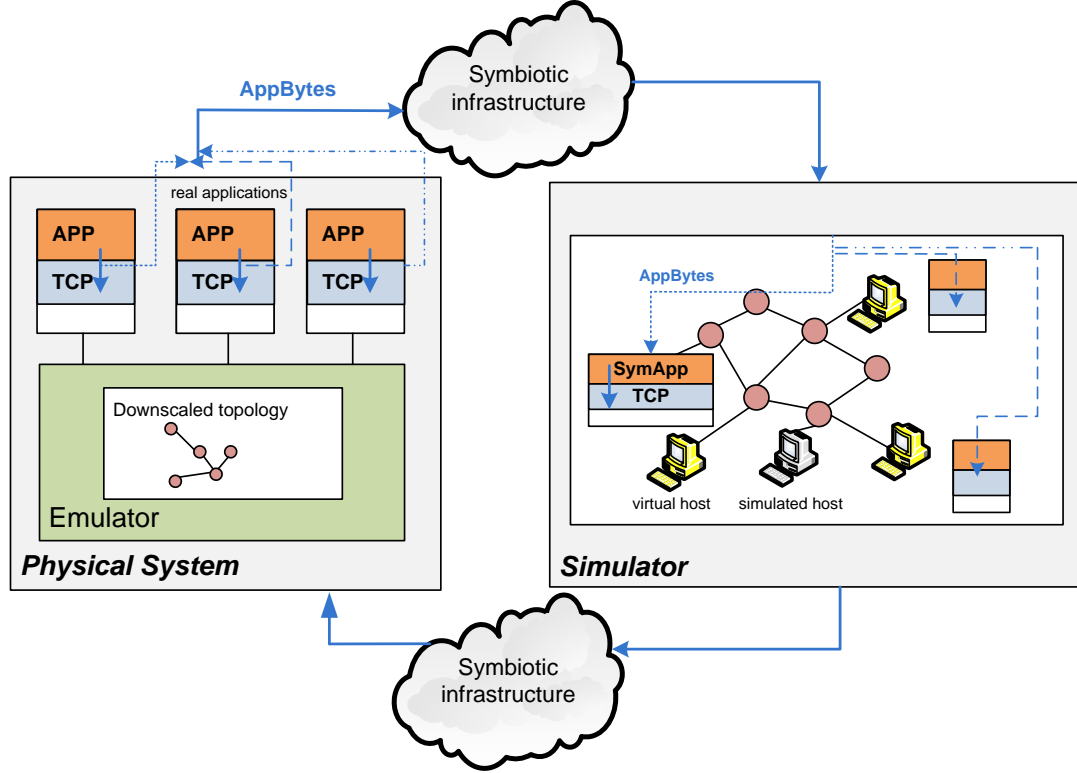 Symbiotic
infrastructure
AppBytes
real applications
APP
TCP
APP
TCP
APP
TCP
Downscaled topology
Emulator
Physical System
AppBytes
SymApp
TCP
virtual host
simulated host
Simulator
Symbiotic
infrastructure